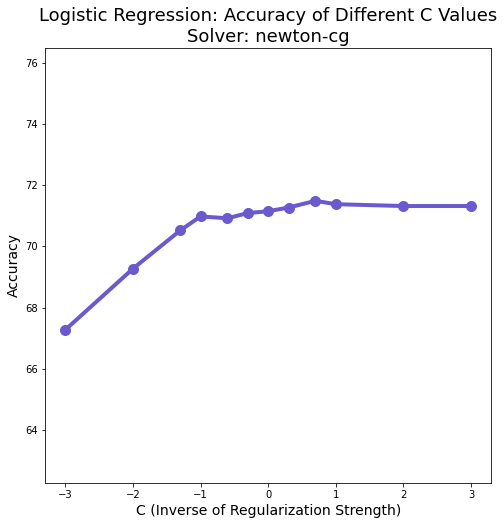 Logistic Regression: Accuracy of Different C Values
Solver: newton-cg
76
74
72
70
68
66
64
Accuracy
−3 −2 −1 0 1 2 3
C (Inverse of Regularization Strength)